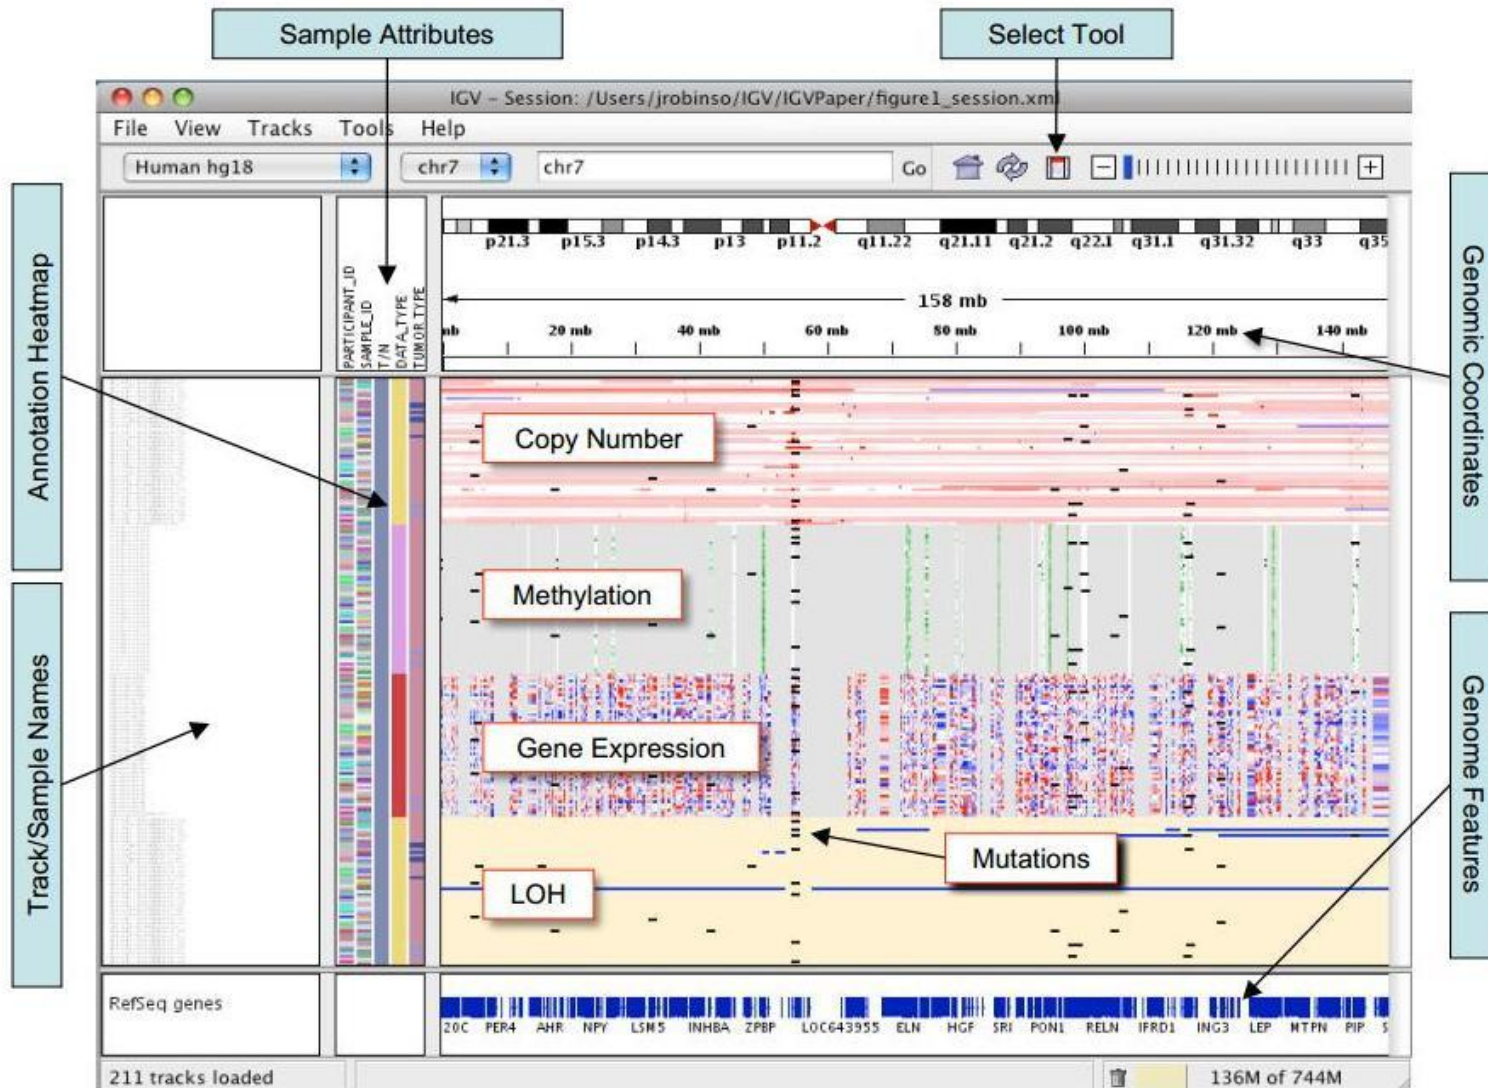 Sample Attributes
Select Tool
IGV - Session: /Users/jrobinso/IGV/IGVPaper/figure1_session.xml
File View Tracks Tools Help
Human hg18 chr7 chr7 Go
Annotation Heatmap
Track/Sample Names
Genomic Coordinates
Genome Features
PARTICIPANT_ID
SAMPLE_ID
T/N
DATA_TYPE
TUMOR TYPE
p21.3 p15.3 p14.3 p13 p11.2 q11.22 q21.11 q21.2 q22.1 q31.1 q31.32 q33 q35
158 mb
mb 20 mb 40 mb 60 mb 80 mb 100 mb 120 mb 140 mb
Copy Number
Methylation
Gene Expression
Mutations
LOH
RefSeq genes
20C PER4 AHR NPY LSM5 INHBA ZPBP LOC643955 ELN HGF SRI PON1 RELN IFRD1 ING3 LEP MTPN PIP S
211 tracks loaded
136M of 744M